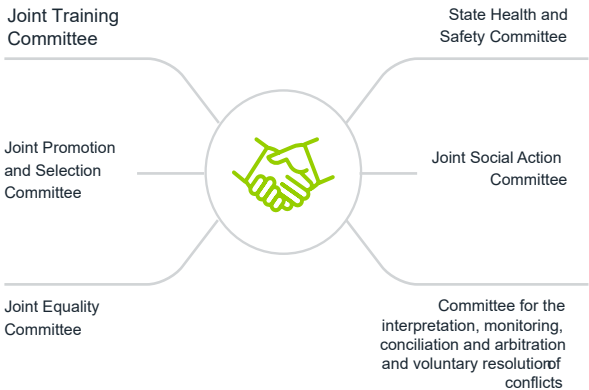 Joint Training
Committee
State Health and
Safety Committee
Joint Promotion
and Selection
Committee
Joint Social Action
Committee
Joint Equality
Committee
Committee for the
interpretation, monitoring,
conciliation and arbitration
and voluntary resolutionof
conflicts